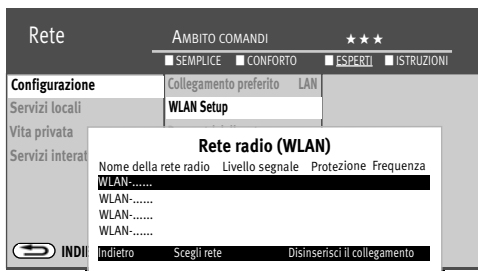 Rete
AMBITO COMANDI ★★★
SEMPLICE CONFORTO ESPERTI ISTRUZIONI
Configurazione
Servizi locali
Vita privata
Servizi interat
Collegamento preferito LAN
WLAN Setup
Rete radio (WLAN)
Nome della rete radio Livello segnale Protezione Frequenza
WLAN-......
WLAN-......
WLAN-......
WLAN-......
Indietro Scegli rete Disinserisci il collegamento
INDI